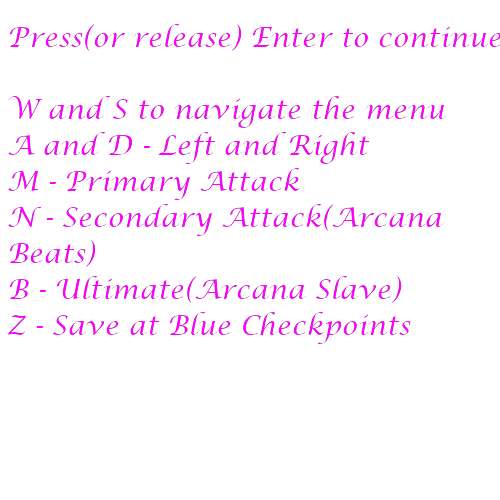 Press(or release) Enter to continue
W and S to navigate the menu
A and D - Left and Right
M - Primary Attack
N - Secondary Attack(Arcana
Beats)
B - Ultimate(Arcana Slave)
Z - Save at Blue Checkpoints